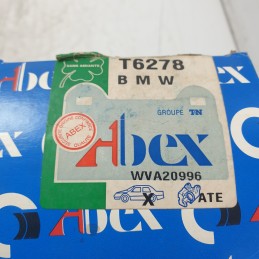 T6278
BMW
GROUPE TN
ABEX
Abex
WVA20996
X
ATE
Abex